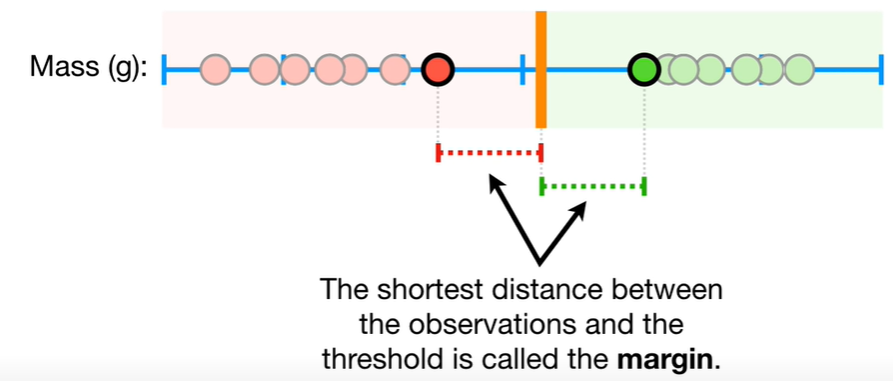 Mass (g):
The shortest distance between
the observations and the
threshold is called the margin.